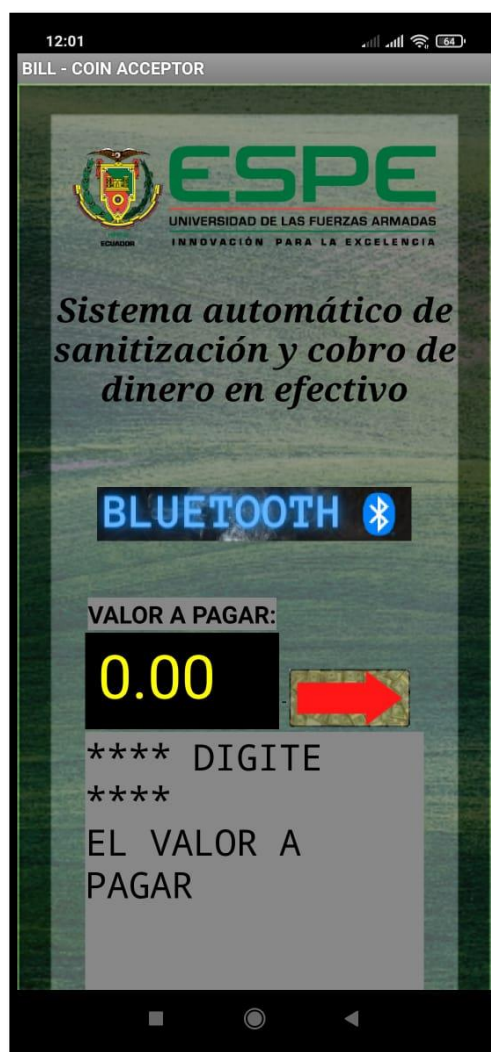 12:01
64
BILL - COIN ACCEPTOR
ESPE
UNIVERSIDAD DE LAS FUERZAS ARMADAS
INNOVACIÓN PARA LA EXCELENCIA
ECUADOR
Sistema automático de
sanitización y cobro de
dinero en efectivo
BLUETOOTH
VALOR A PAGAR:
0.00
**** DIGITE
****
EL VALOR A
PAGAR